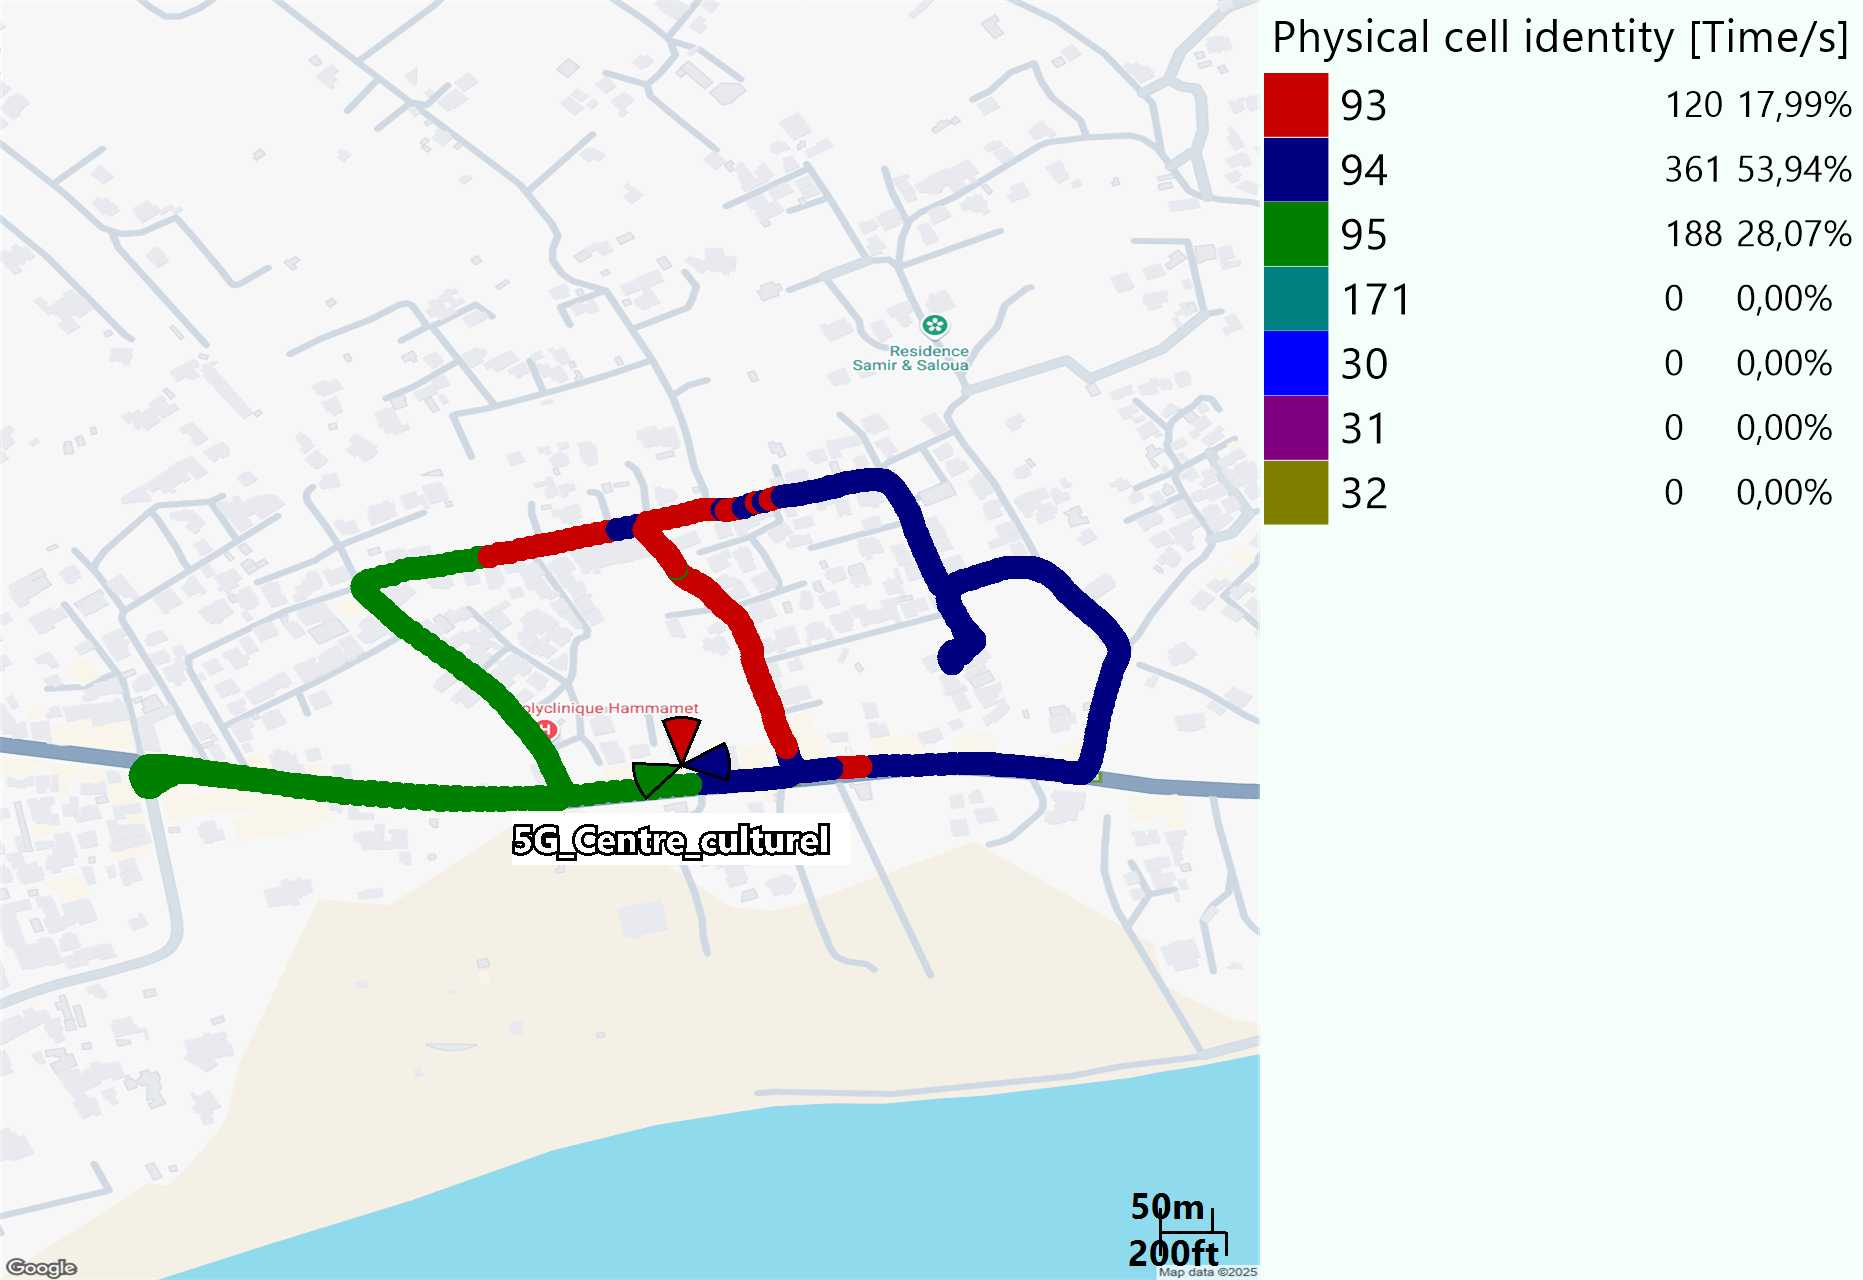 Physical cell identity [Time/s]
93 120 17,99%
94 361 53,94%
95 188 28,07%
171 0 0,00%
30 0 0,00%
31 0 0,00%
32 0 0,00%
Residence
Samir & Saloua
olyclinique Hammamet
H
5G_Centre_culturel
50m
200ft
Google
Map data ©2025